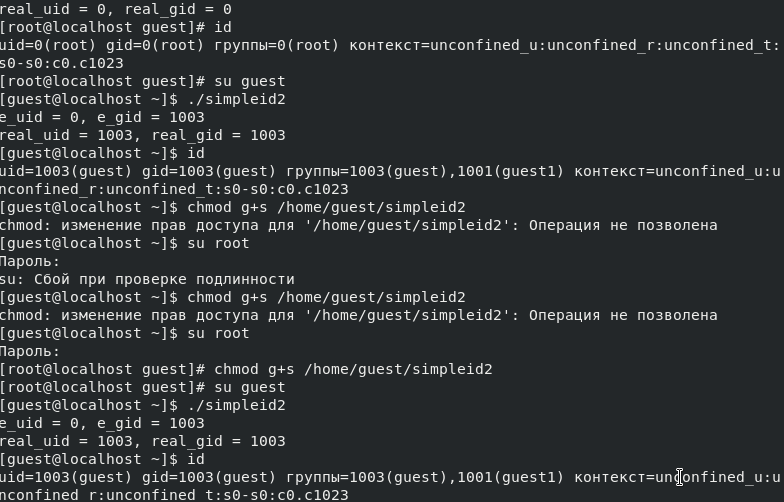 real_uid = 0, real_gid = 0
[root@localhost guest]# id
uid=0(root) gid=0(root) группы=0(root) контекст=unconfined_u:unconfined_r:unconfined_t:
s0-s0:c0.c1023
[root@localhost guest]# su guest
[guest@localhost ~]$ ./simpleid2
e_uid = 0, e_gid = 1003
real_uid = 1003, real_gid = 1003
[guest@localhost ~]$ id
uid=1003(guest) gid=1003(guest) группы=1003(guest),1001(guest1) контекст=unconfined_u:u
nconfined_r:unconfined_t:s0-s0:c0.c1023
[guest@localhost ~]$ chmod g+s /home/guest/simpleid2
chmod: изменение прав доступа для '/home/guest/simpleid2': Операция не позволена
[guest@localhost ~]$ su root
Пароль:
su: Сбой при проверке подлинности
[guest@localhost ~]$ chmod g+s /home/guest/simpleid2
chmod: изменение прав доступа для '/home/guest/simpleid2': Операция не позволена
[guest@localhost ~]$ su root
Пароль:
[root@localhost guest]# chmod g+s /home/guest/simpleid2
[root@localhost guest]# su guest
[guest@localhost ~]$ ./simpleid2
e_uid = 0, e_gid = 1003
real_uid = 1003, real_gid = 1003
[guest@localhost ~]$ id
uid=1003(guest) gid=1003(guest) группы=1003(guest),1001(guest1) контекст=unconfined_u:u
nconfined_r:unconfined_t:s0-s0:c0.c1023